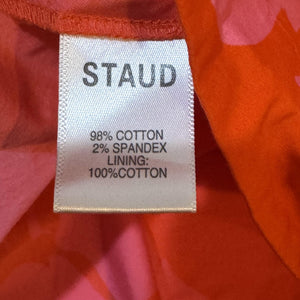 STAUD
98% COTTON
2% SPANDEX
LINING:
100%COTTON